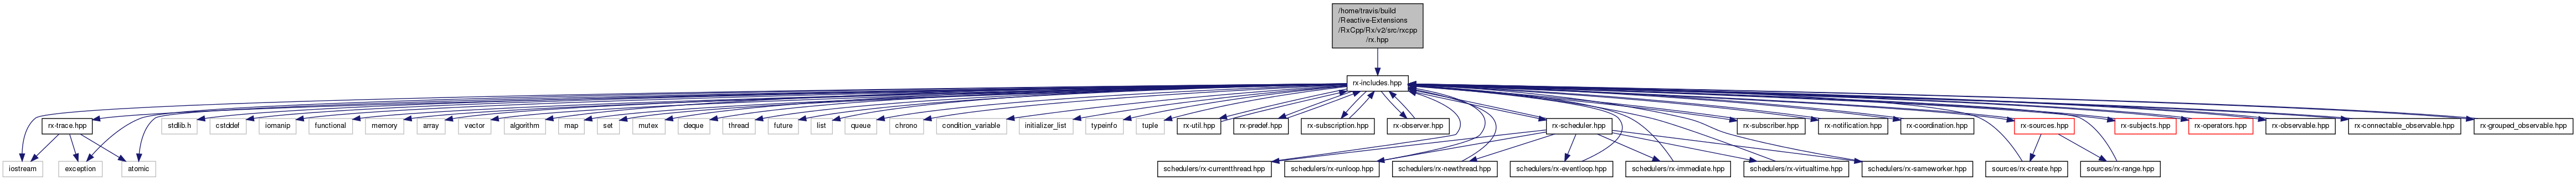 /home/travis/build
/Reactive-Extensions
/RxCpp/Rx/v2/src/rxcpp
/rx.hpp
rx-includes.hpp
rx-trace.hpp
stdlib.h
cstddef
iomanip
functional
memory
array
vector
algorithm
map
set
mutex
deque
thread
future
list
queue
chrono
condition_variable
initializer_list
typeinfo
tuple
rx-util.hpp
rx-predef.hpp
rx-subscription.hpp
rx-observer.hpp
rx-scheduler.hpp
rx-subscriber.hpp
rx-notification.hpp
rx-coordination.hpp
rx-sources.hpp
rx-subjects.hpp
rx-operators.hpp
rx-observable.hpp
rx-connectable_observable.hpp
rx-grouped_observable.hpp
iostream
exception
atomic
schedulers/rx-currentthread.hpp
schedulers/rx-runloop.hpp
schedulers/rx-newthread.hpp
schedulers/rx-eventloop.hpp
schedulers/rx-immediate.hpp
schedulers/rx-virtualtime.hpp
schedulers/rx-sameworker.hpp
sources/rx-create.hpp
sources/rx-range.hpp